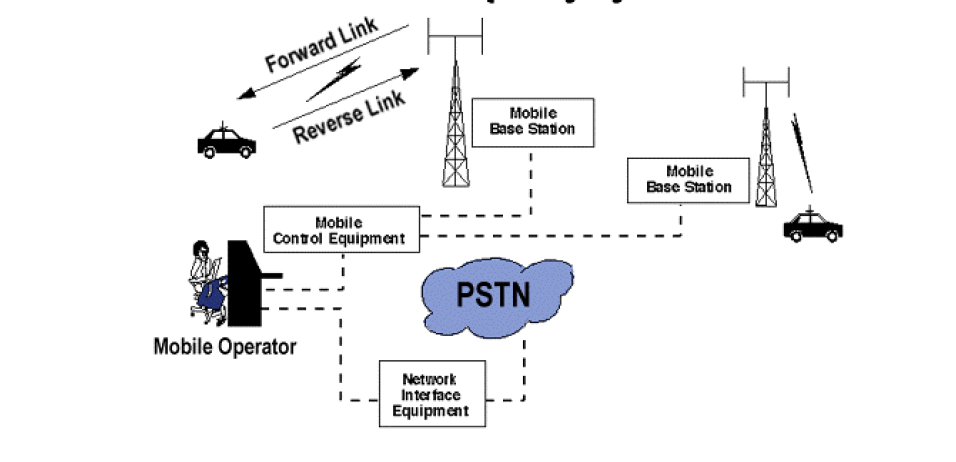 Forward Link
Reverse Link
Mobile
Base Station
Mobile
Base Station
Mobile
Control Equipment
PSTN
Mobile Operator
Network
Interface
Equipment